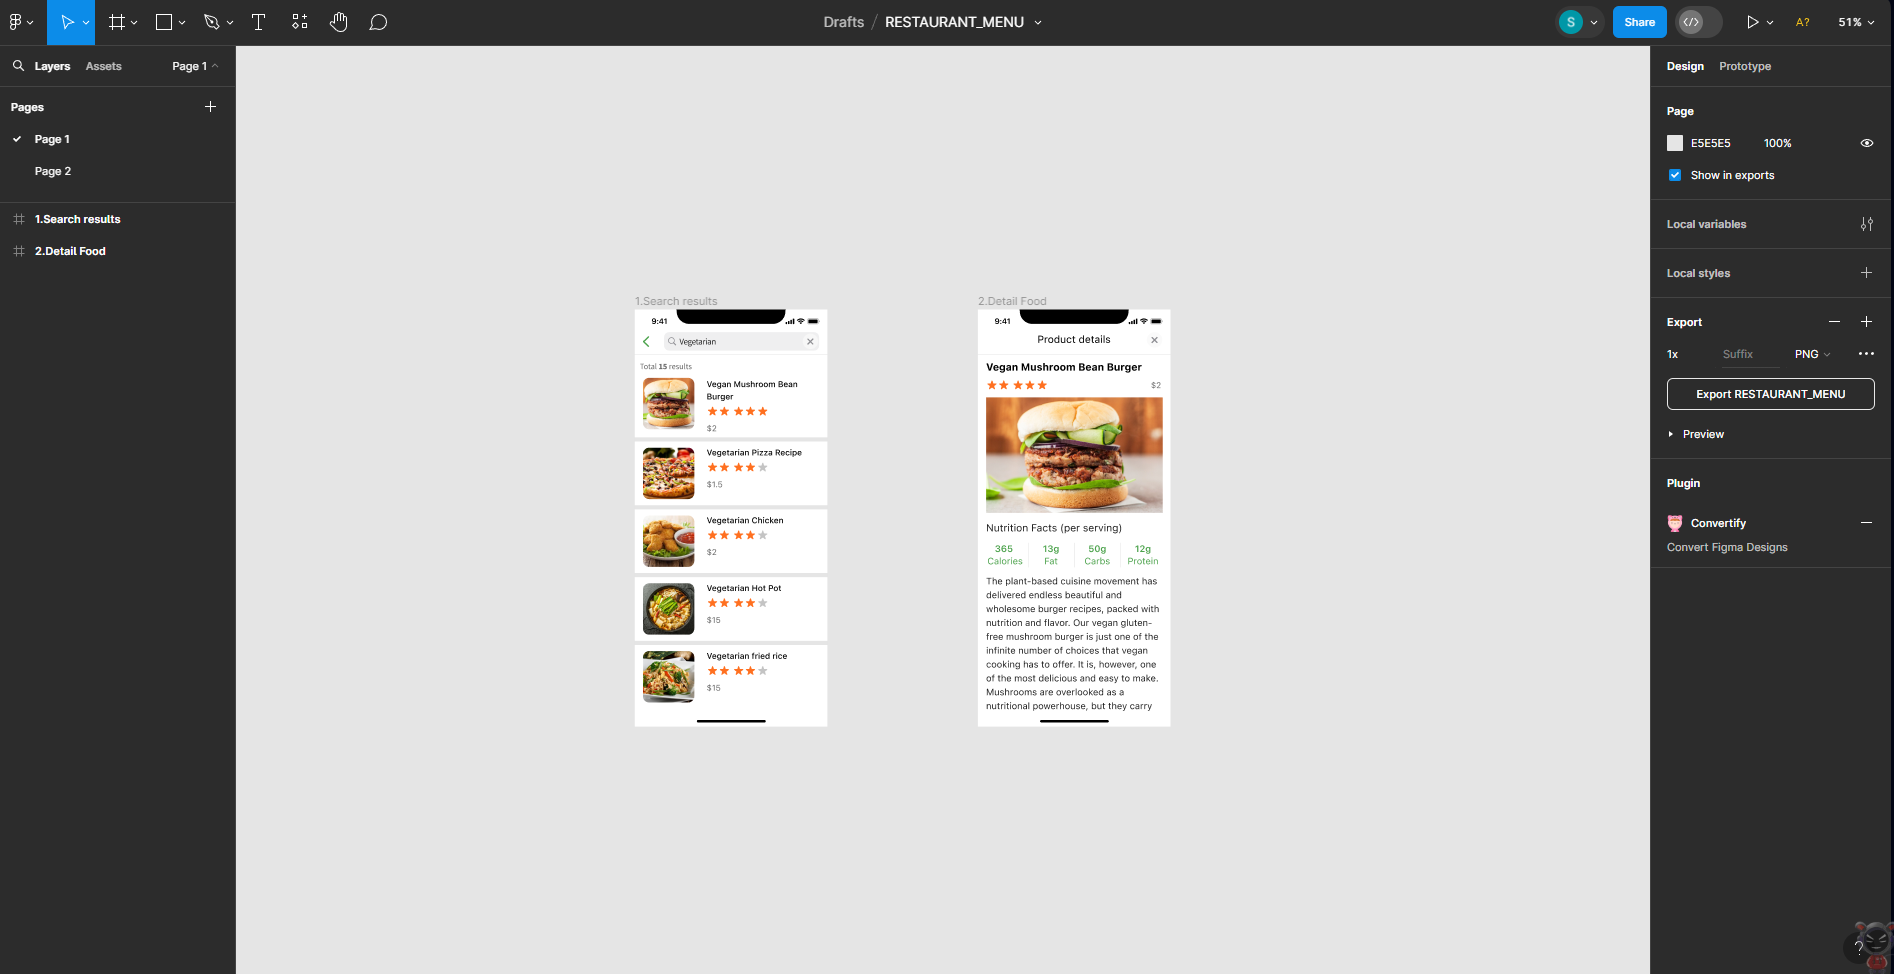 Drafts / RESTAURANT_MENU
S
Share
A?
51%
Layers
Assets
Page 1
Pages
Page 1
Page 2
1.Search results
2.Detail Food
1.Search results
9:41
Vegetarian
Total 15 results
Vegan Mushroom Bean
Burger
$2
Vegetarian Pizza Recipe
$1.5
Vegetarian Chicken
$2
Vegetarian Hot Pot
$15
Vegetarian fried rice
$15
2.Detail Food
9:41
Product details
Vegan Mushroom Bean Burger
$2
Nutrition Facts (per serving)
365 13g 50g 12g
Calories Fat Carbs Protein
The plant-based cuisine movement has
delivered endless beautiful and
wholesome burger recipes, packed with
nutrition and flavor. Our vegan gluten-
free mushroom burger is just one of the
infinite number of choices that vegan
cooking has to offer. It is, however, one
of the most delicious and easy to make.
Mushrooms are overlooked as a
nutritional powerhouse, but they carry
Design
Prototype
Page
E5E5E5 100%
Show in exports
Local variables
Local styles
Export
1x Suffix PNG
Export RESTAURANT_MENU
Preview
Plugin
Convertify
Convert Figma Designs
?